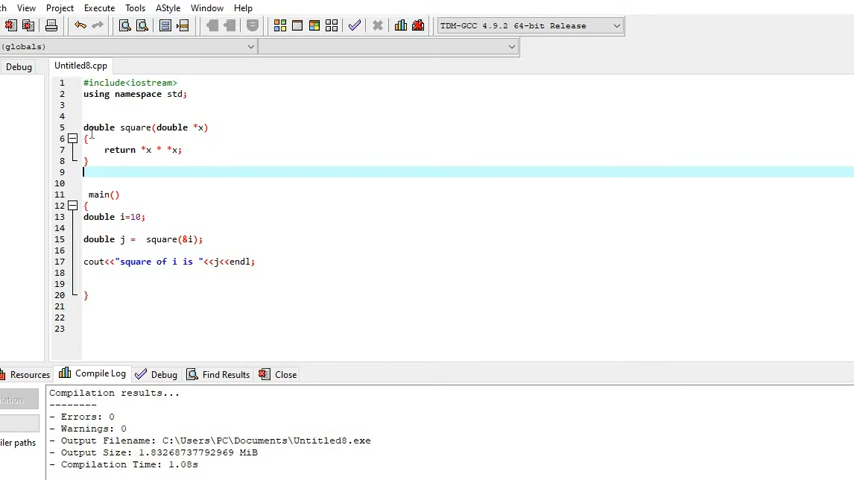 View Project Execute Tools AStyle Window Help
TDM-GCC 4.9.2 64-bit Release
(globals)
Debug Untitled8.cpp
1 #include<iostream>
2 using namespace std;
3
4
5 double square(double *x)
6 {
7 return *x * *x;
8 }
9
10
11 main()
12 {
13 double i=10;
14
15 double j = square(&i);
16
17 cout<<"square of i is "<<j<<endl;
18
19
20 }
21
22
23
Resources Compile Log Debug Find Results Close
Compilation results...
--------
- Errors: 0
- Warnings: 0
- Output Filename: C:\Users\PC\Documents\Untitled8.exe
- Output Size: 1.83268737792969 MiB
- Compilation Time: 1.08s